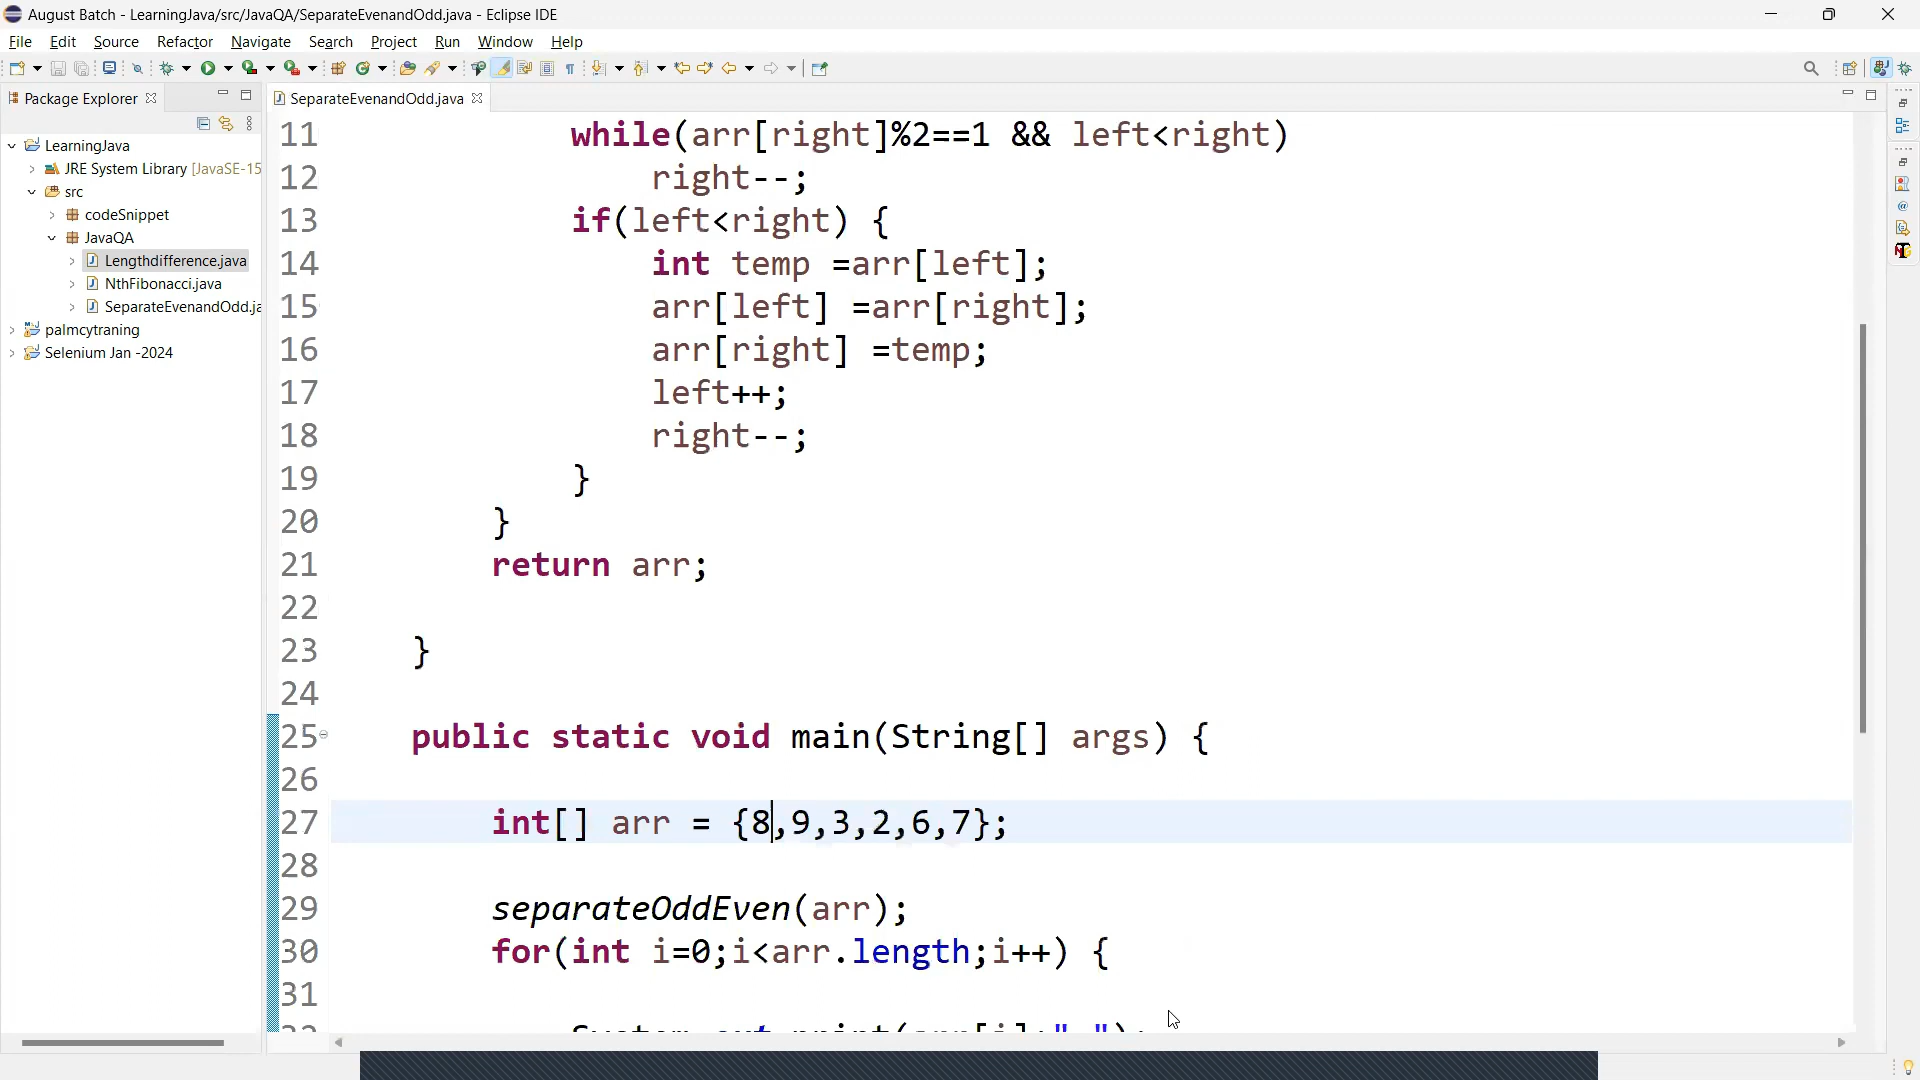 August Batch - LearningJava/src/JavaQA/SeparateEvenandOdd.java - Eclipse IDE
File Edit Source Refactor Navigate Search Project Run Window Help
Package Explorer
SeparateEvenandOdd.java
LearningJava
JRE System Library [JavaSE-15
src
codeSnippet
JavaQA
Lengthdifference.java
NthFibonacci.java
SeparateEvenandOdd.ja
palmcytraning
Selenium Jan -2024
11 while(arr[right]%2==1 && left<right)
12 right--;
13 if(left<right) {
14 int temp =arr[left];
15 arr[left] =arr[right];
16 arr[right] =temp;
17 left++;
18 right--;
19 }
20 }
21 return arr;
22
23 }
24
25 public static void main(String[] args) {
26
27 int[] arr = {8,9,3,2,6,7};
28
29 separateOddEven(arr);
30 for(int i=0;i<arr.length;i++) {
31